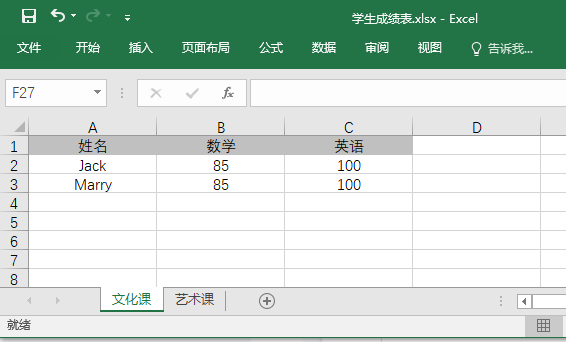 学生成绩表.xlsx - Excel
文件 开始 插入 页面布局 公式 数据 审阅 视图 告诉我...
F27 fx
A B C D
1 姓名 数学 英语
2 Jack 85 100
3 Marry 85 100
4
5
6
7
8
文化课 艺术课
就绪